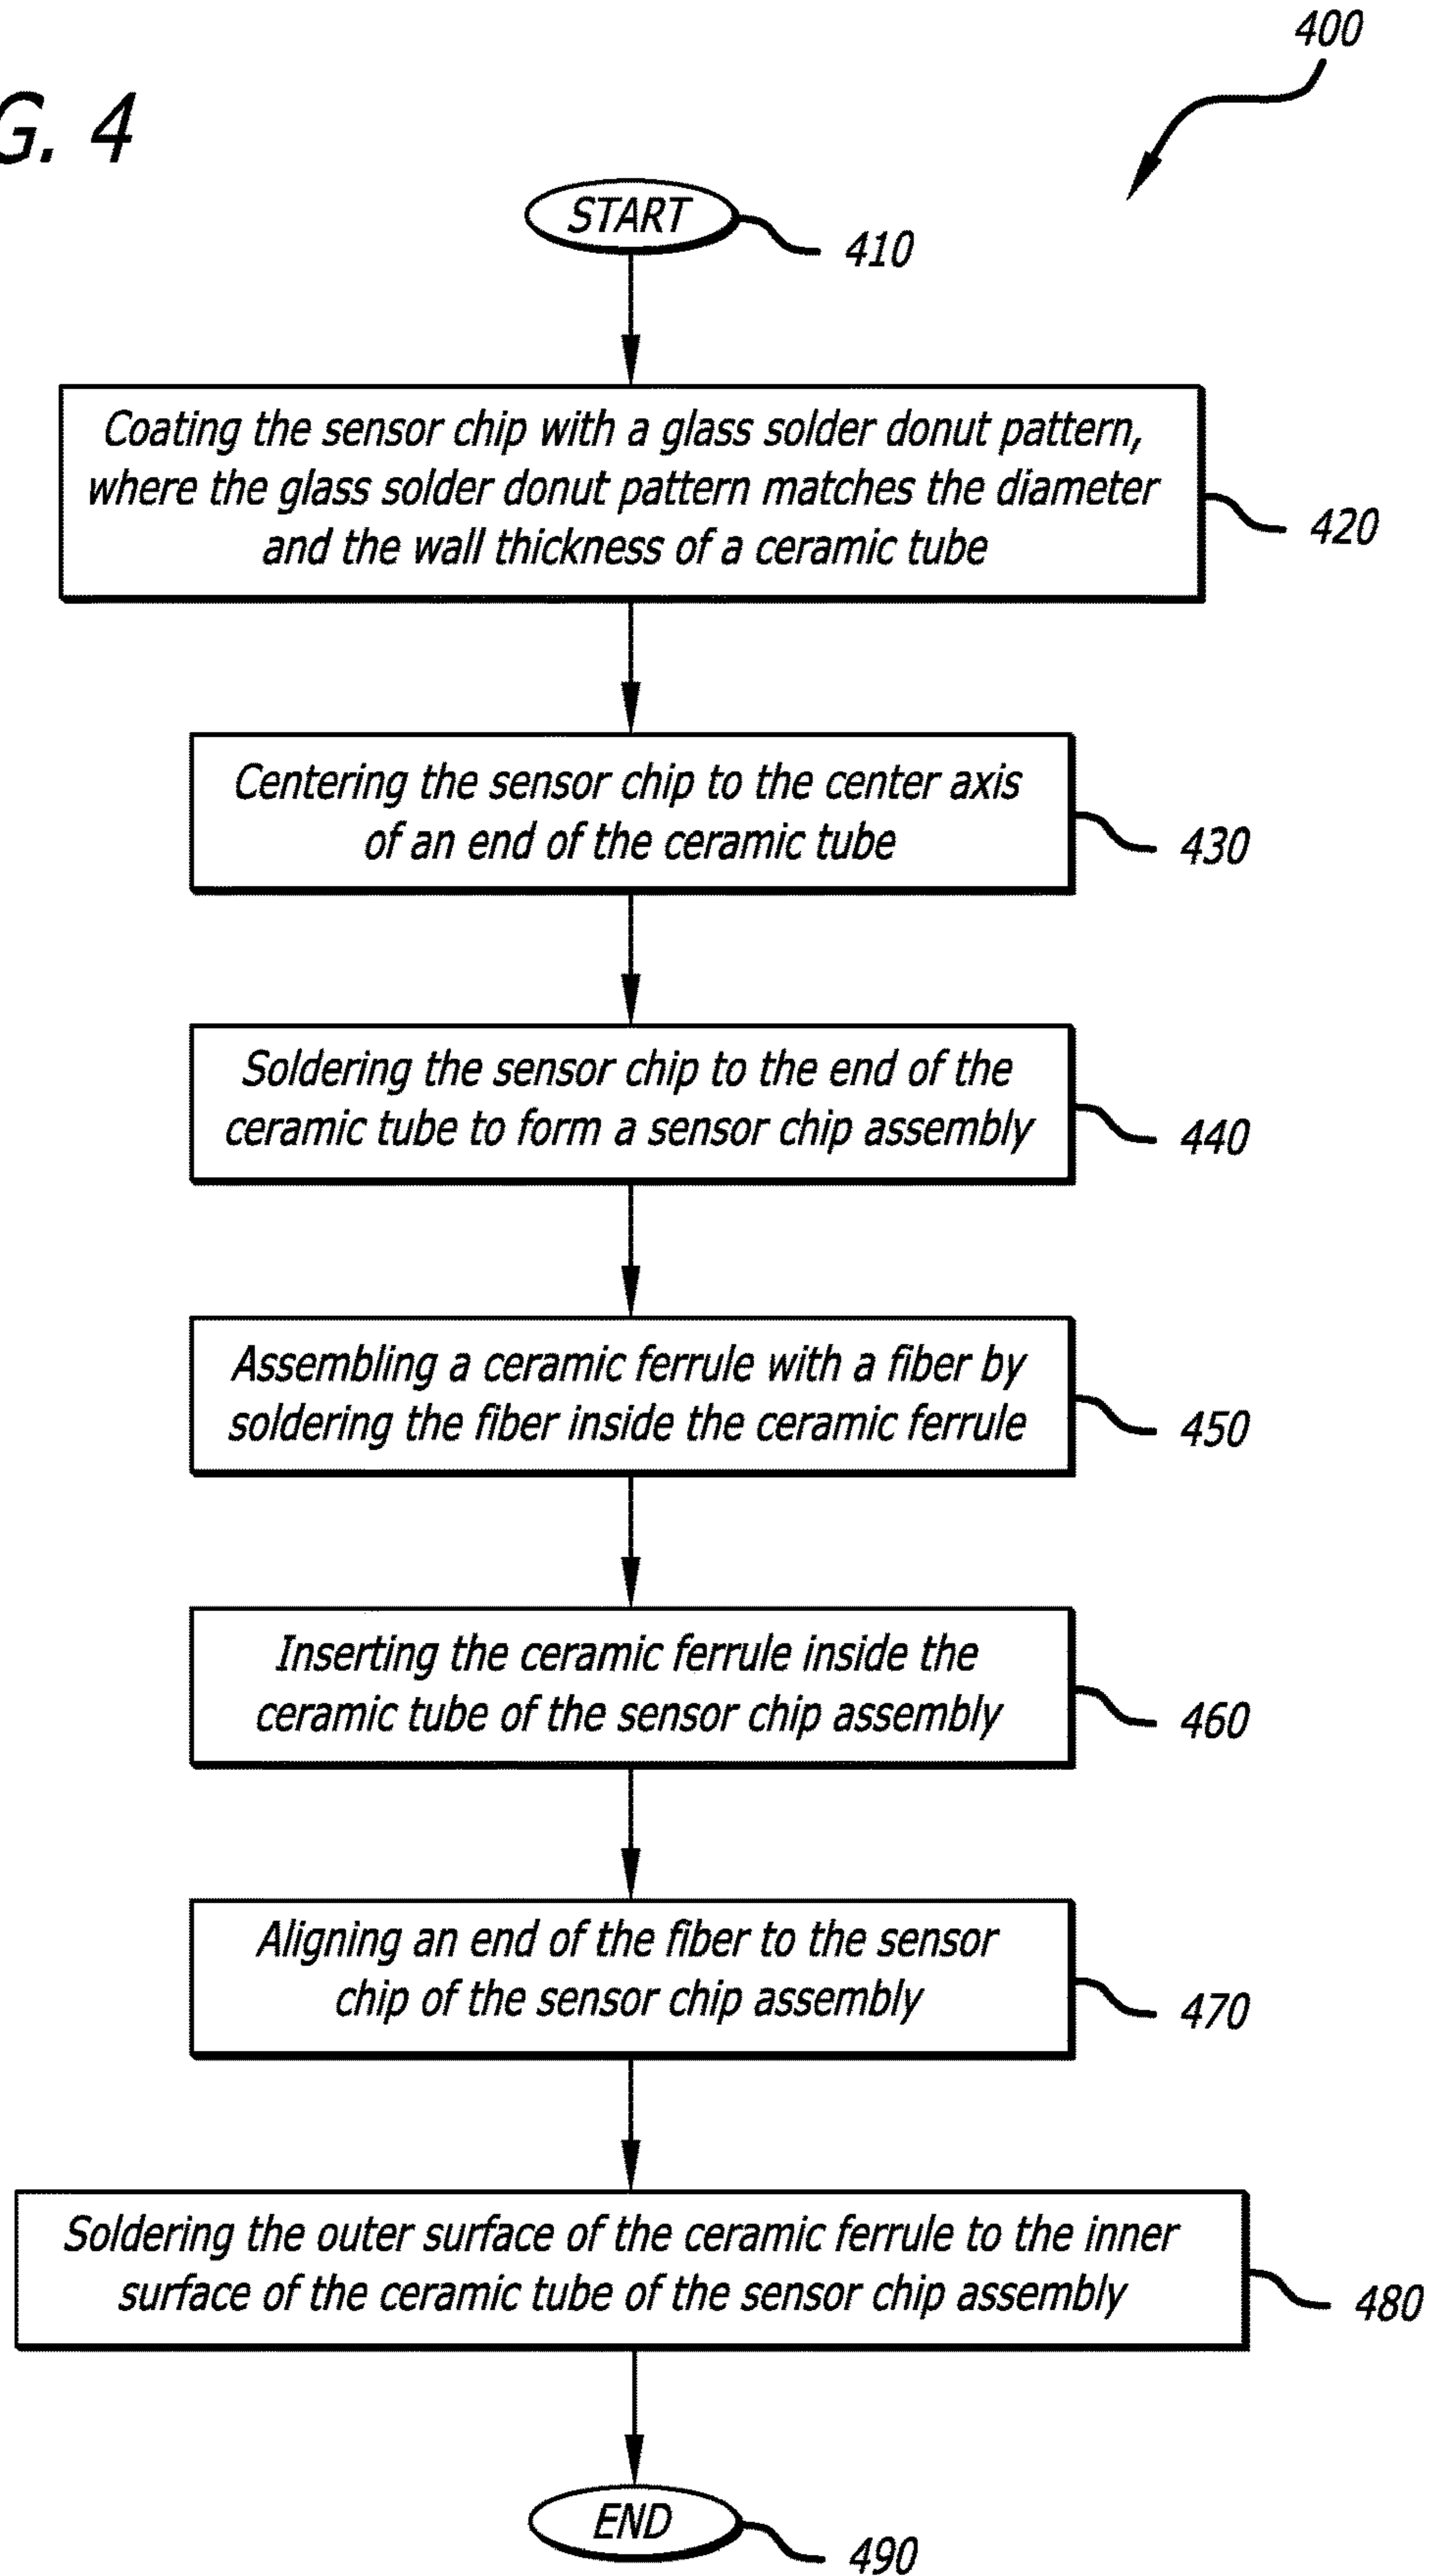 G. 4
400
START
410
Coating the sensor chip with a glass solder donut pattern,
where the glass solder donut pattern matches the diameter
and the wall thickness of a ceramic tube
420
Centering the sensor chip to the center axis
of an end of the ceramic tube
430
Soldering the sensor chip to the end of the
ceramic tube to form a sensor chip assembly
440
Assembling a ceramic ferrule with a fiber by
soldering the fiber inside the ceramic ferrule
450
Inserting the ceramic ferrule inside the
ceramic tube of the sensor chip assembly
460
Aligning an end of the fiber to the sensor
chip of the sensor chip assembly
470
Soldering the outer surface of the ceramic ferrule to the inner
surface of the ceramic tube of the sensor chip assembly
480
END
490